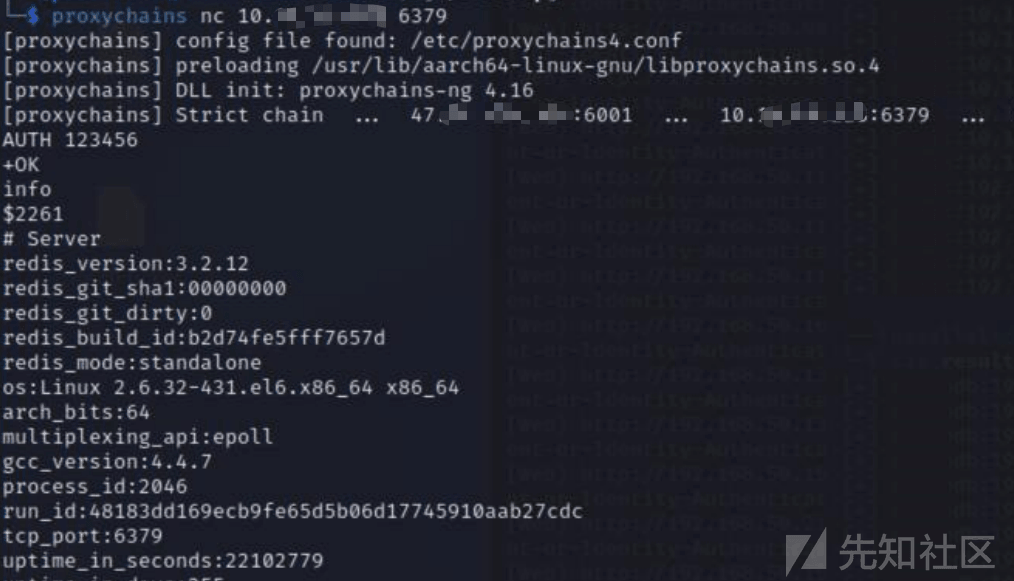 └─$ proxychains nc 10. 6379
[proxychains] config file found: /etc/proxychains4.conf
[proxychains] preloading /usr/lib/aarch64-linux-gnu/libproxychains.so.4
[proxychains] DLL init: proxychains-ng 4.16
[proxychains] Strict chain ... 47. :6001 ... 10. :6379 ...
AUTH 123456
+OK
info
$2261
# Server
redis_version:3.2.12
redis_git_sha1:00000000
redis_git_dirty:0
redis_build_id:b2d74fe5fff7657d
redis_mode:standalone
os:Linux 2.6.32-431.el6.x86_64 x86_64
arch_bits:64
multiplexing_api:epoll
gcc_version:4.4.7
process_id:2046
run_id:48183dd169ecb9fe65d5b06d17745910aab27cdc
tcp_port:6379
uptime_in_seconds:22102779
先知社区